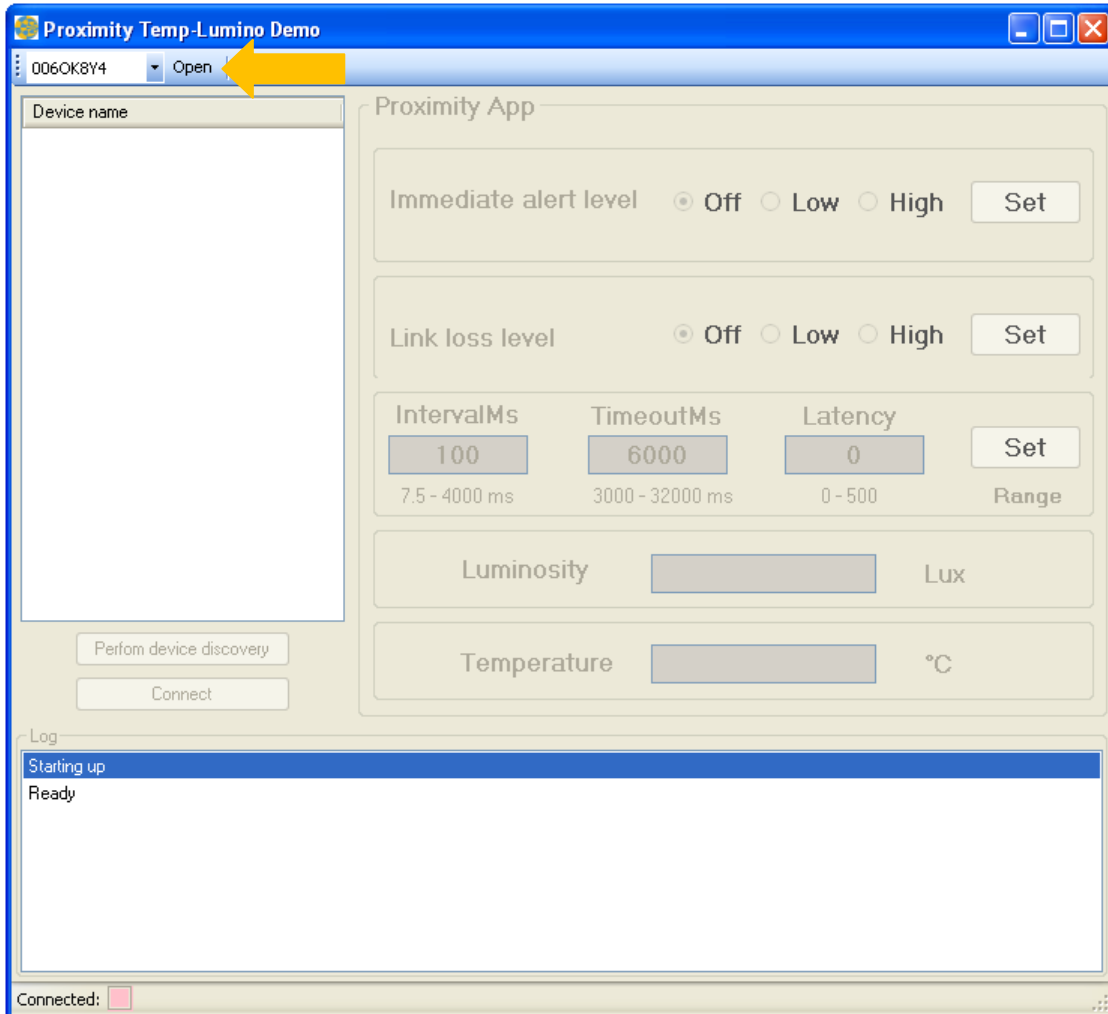 Proximity Temp-Lumino Demo
006OK8Y4 Open
Device name
Proximity App
Immediate alert level Off Low High Set
Link loss level Off Low High Set
IntervalMs TimeoutMs Latency
100 6000 0 Set
7.5 - 4000 ms 3000 - 32000 ms 0 - 500 Range
Luminosity Lux
Temperature °C
Perfom device discovery
Connect
Log
Starting up
Ready
Connected: